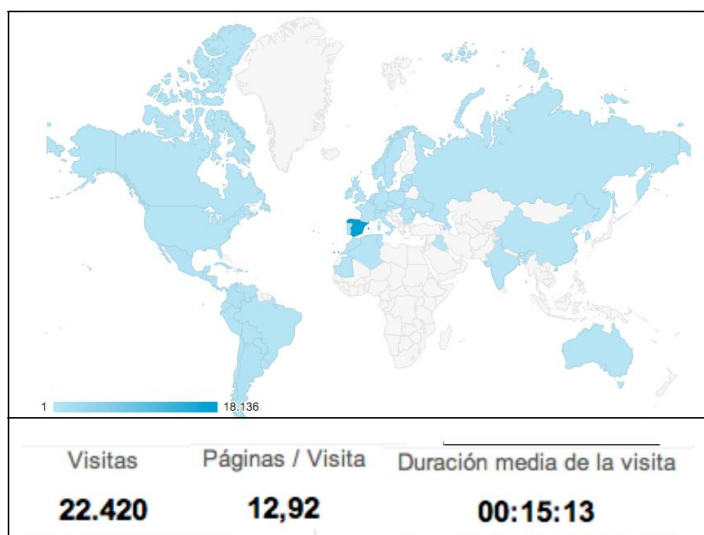 1 18.136
Visitas Páginas / Visita Duración media de la visita
22.420 12,92 00:15:13